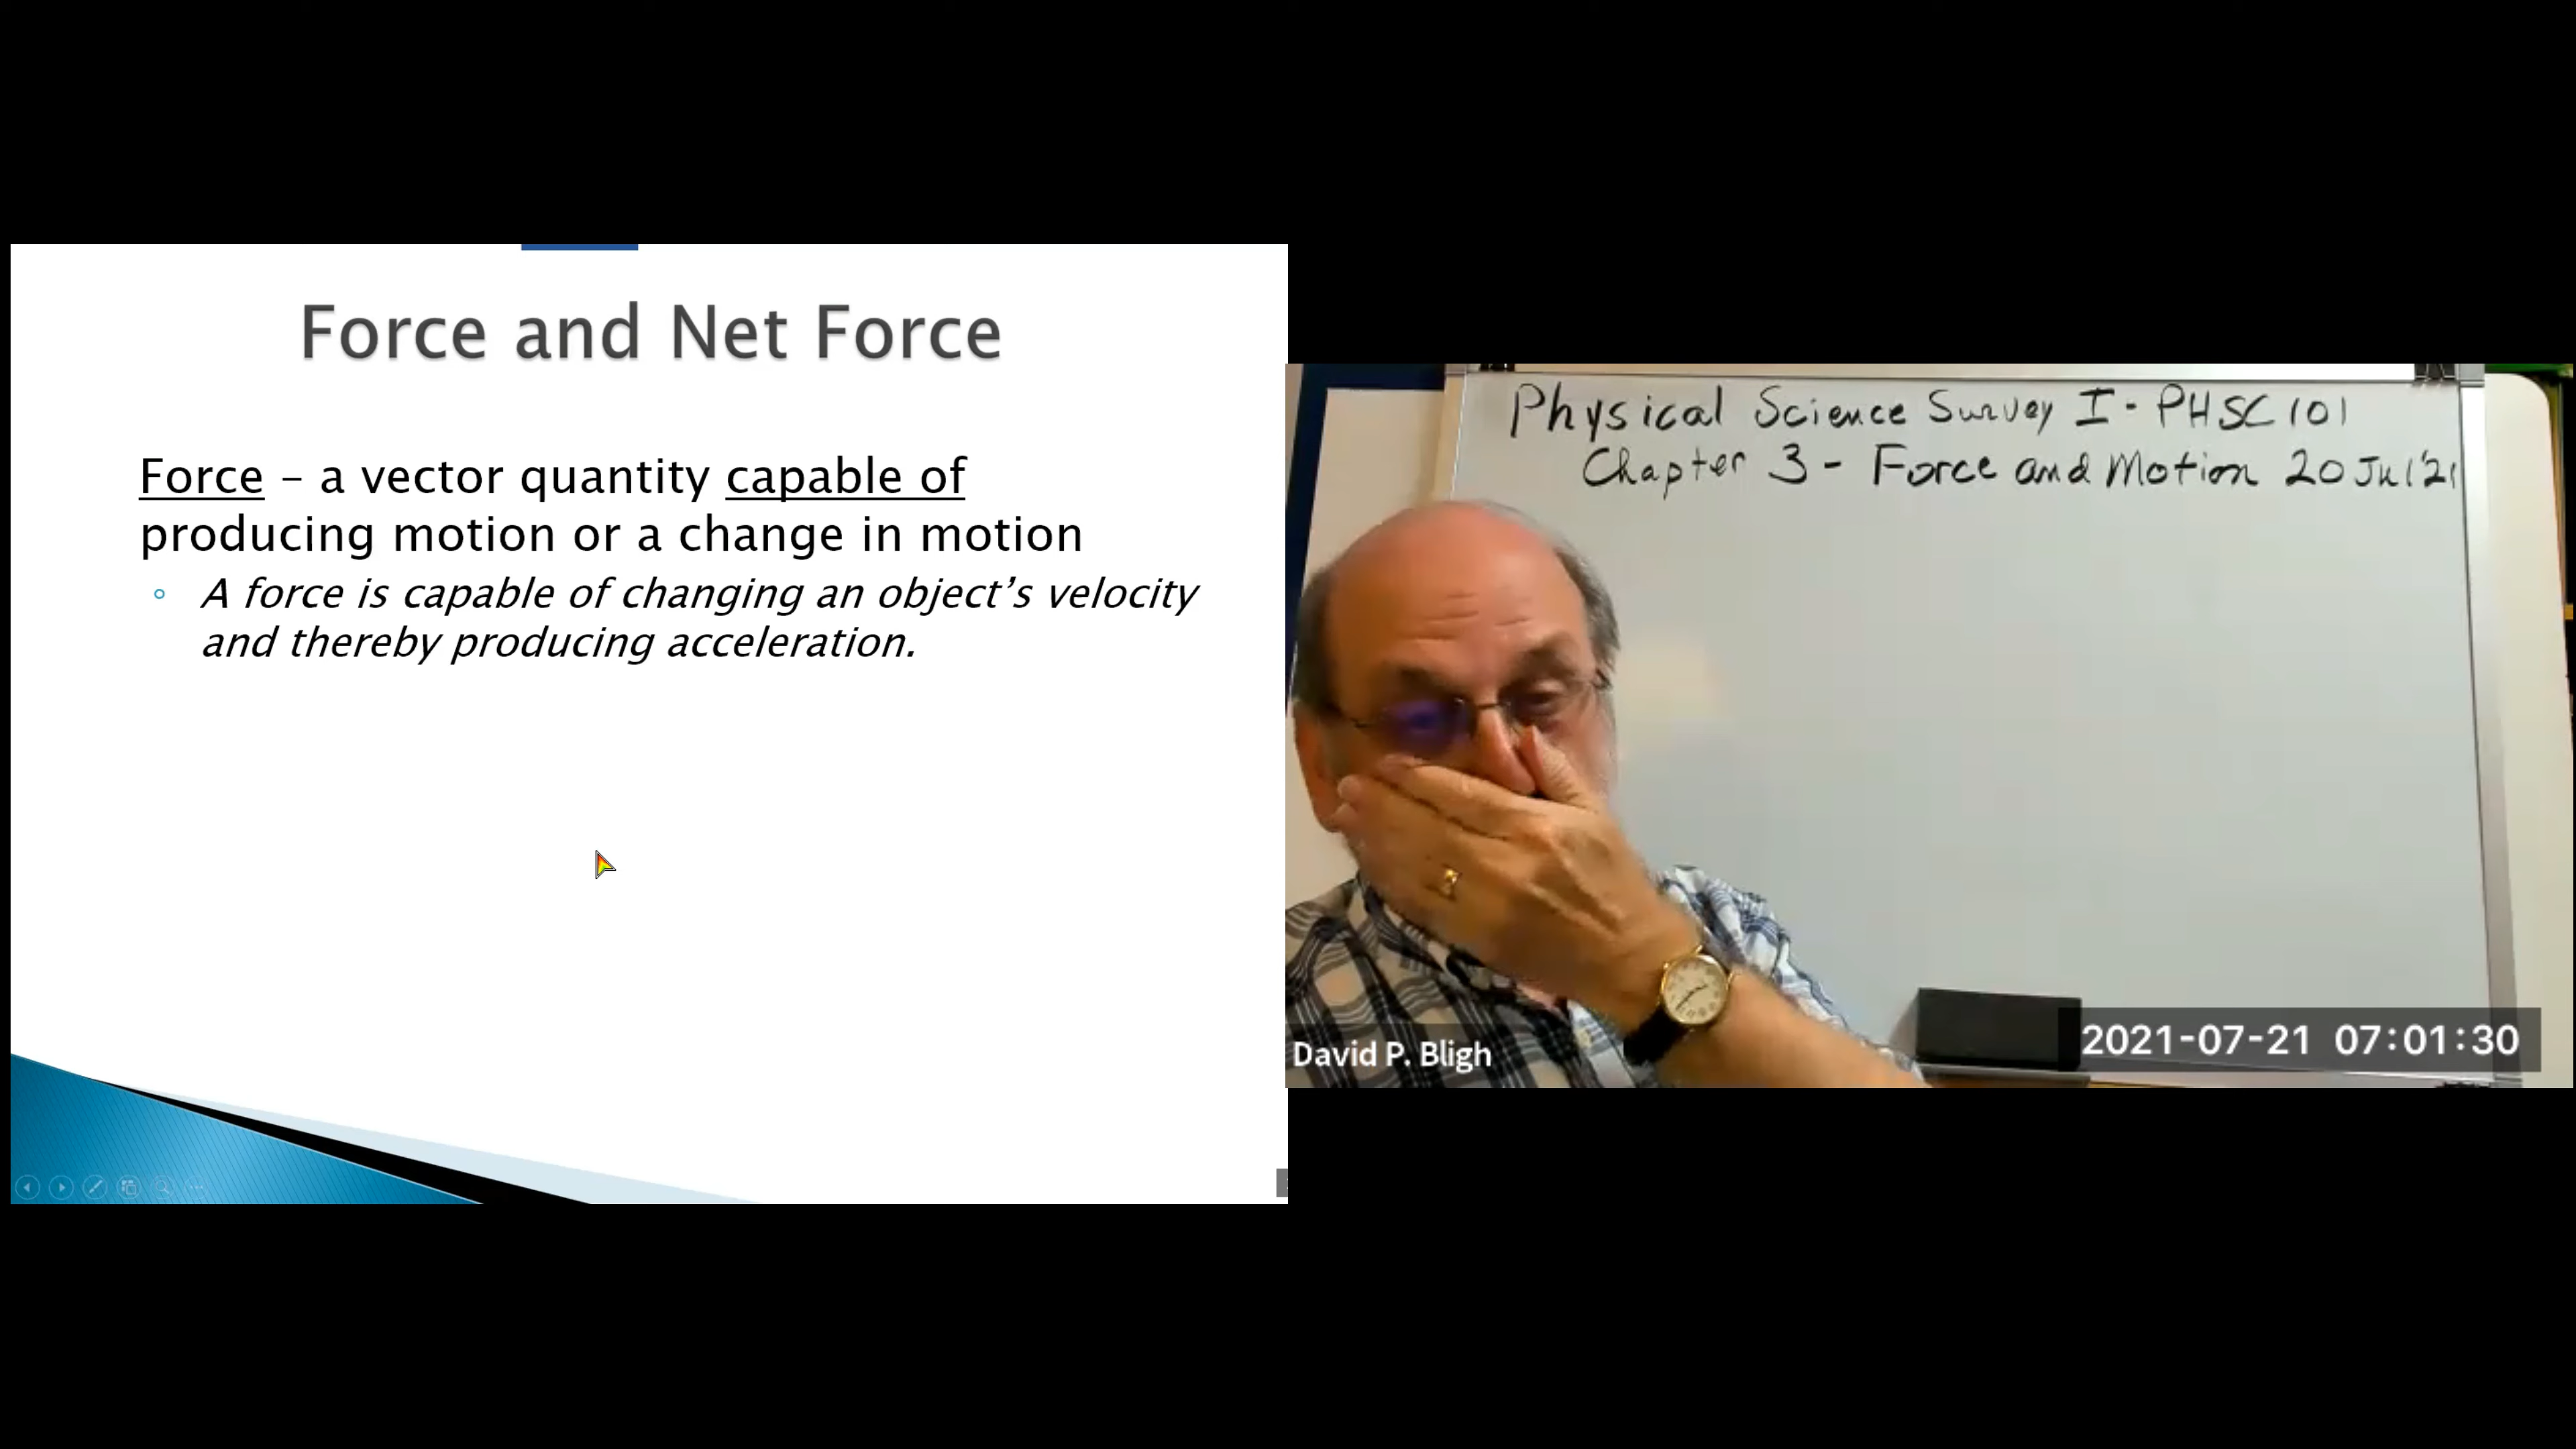 Force and Net Force
Force – a vector quantity capable of
producing motion or a change in motion
A force is capable of changing an object’s velocity
and thereby producing acceleration.
Physical Science Survey I - PHSC 101
Chapter 3 - Force and Motion 20 Jul '21
David P. Bligh
2021-07-21 07:01:30